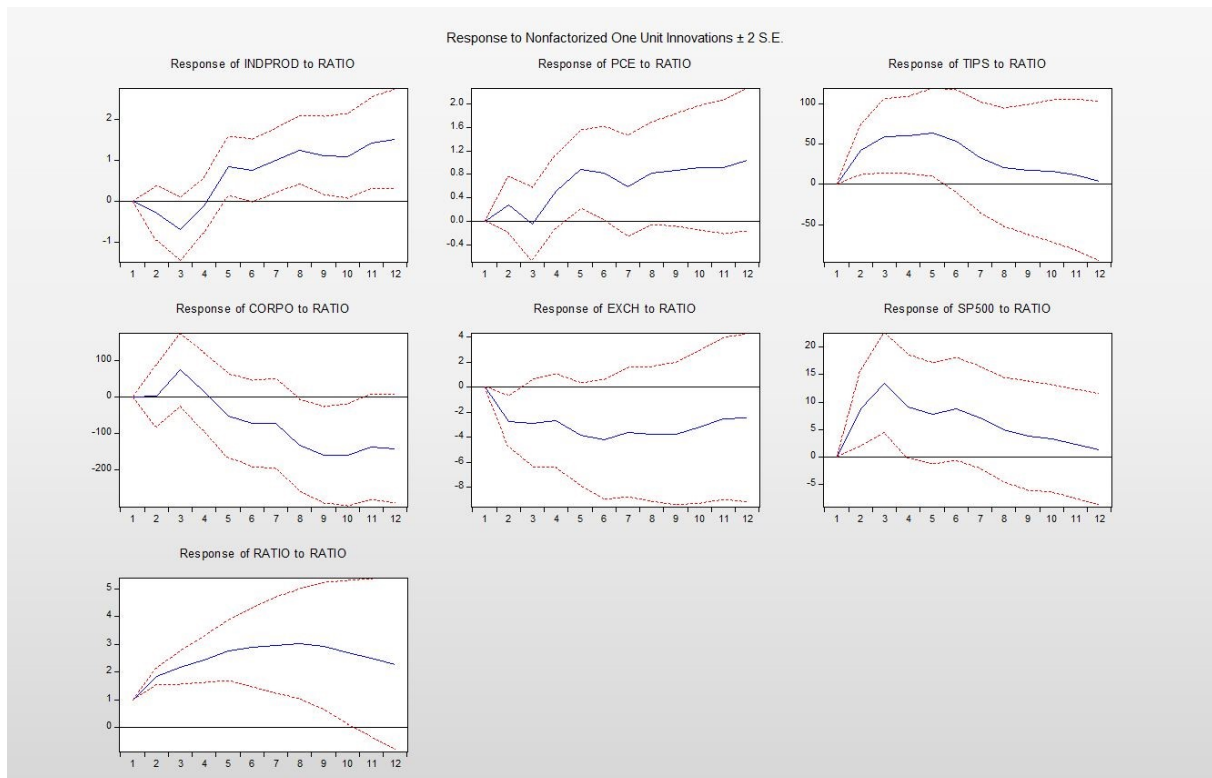 Response to Nonfactorized One Unit Innovations ± 2 S.E.
Response of INDPROD to RATIO
2
1
0
-1
1 2 3 4 5 6 7 8 9 10 11 12
Response of PCE to RATIO
2.0
1.6
1.2
0.8
0.4
0.0
-0.4
1 2 3 4 5 6 7 8 9 10 11 12
Response of TIPS to RATIO
100
50
0
-50
1 2 3 4 5 6 7 8 9 10 11 12
Response of CORPO to RATIO
100
0
-100
-200
1 2 3 4 5 6 7 8 9 10 11 12
Response of EXCH to RATIO
4
2
0
-2
-4
-6
-8
1 2 3 4 5 6 7 8 9 10 11 12
Response of SP500 to RATIO
20
15
10
5
0
-5
1 2 3 4 5 6 7 8 9 10 11 12
Response of RATIO to RATIO
5
4
3
2
1
0
1 2 3 4 5 6 7 8 9 10 11 12